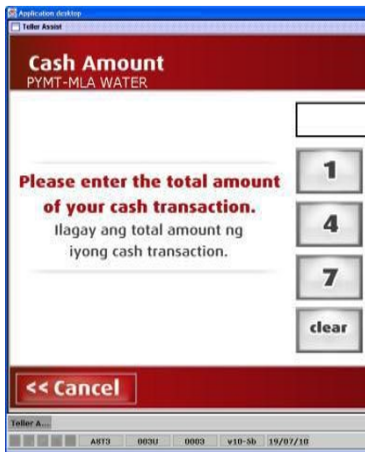 Application desktop
Teller Assist
Cash Amount
PYMT-MLA WATER
1
Please enter the total amount
of your cash transaction.
4
Ilagay ang total amount ng
iyong cash transaction.
7
clear
<< Cancel
Teller A...
A8T3 003U 0003 v10-5b 19/07/10